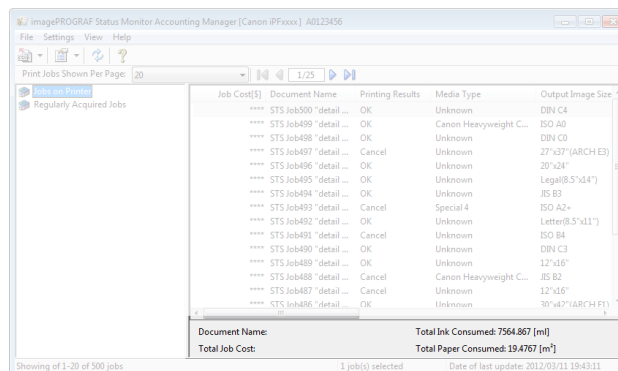 imagePROGRAF Status Monitor Accounting Manager [Canon iPFxxxx ] A0123456
File Settings View Help
Print Jobs Shown Per Page: 20 1/25
Jobs on Printer
Regularly Acquired Jobs
Job Cost[$] Document Name Printing Results Media Type Output Image Size
**** STS Job500 "detail ... OK Unknown DIN C4
**** STS Job499 "detail ... OK Canon Heavyweight C... ISO A0
**** STS Job498 "detail ... OK Unknown DIN C0
**** STS Job497 "detail ... Cancel Unknown 27"x37"(ARCH E3)
**** STS Job496 "detail ... OK Unknown 20"x24"
**** STS Job495 "detail ... OK Unknown Legal(8.5"x14")
**** STS Job494 "detail ... OK Unknown JIS B3
**** STS Job493 "detail ... Cancel Special 4 ISO A2+
**** STS Job492 "detail ... OK Unknown Letter(8.5"x11")
**** STS Job491 "detail ... Cancel Unknown ISO B4
**** STS Job490 "detail ... OK Unknown DIN C3
**** STS Job489 "detail ... OK Unknown 12"x16"
**** STS Job488 "detail ... Cancel Canon Heavyweight C... JIS B2
**** STS Job487 "detail ... Cancel Unknown 12"x16"
**** STS Job486 "detail ... OK Unknown 30"x42"(ARCH E1)
Document Name: Total Ink Consumed: 7564.867 [ml]
Total Job Cost: Total Paper Consumed: 19.4767 [m²]
Showing of 1-20 of 500 jobs 1 job(s) selected Date of last update: 2012/03/11 19:43:11